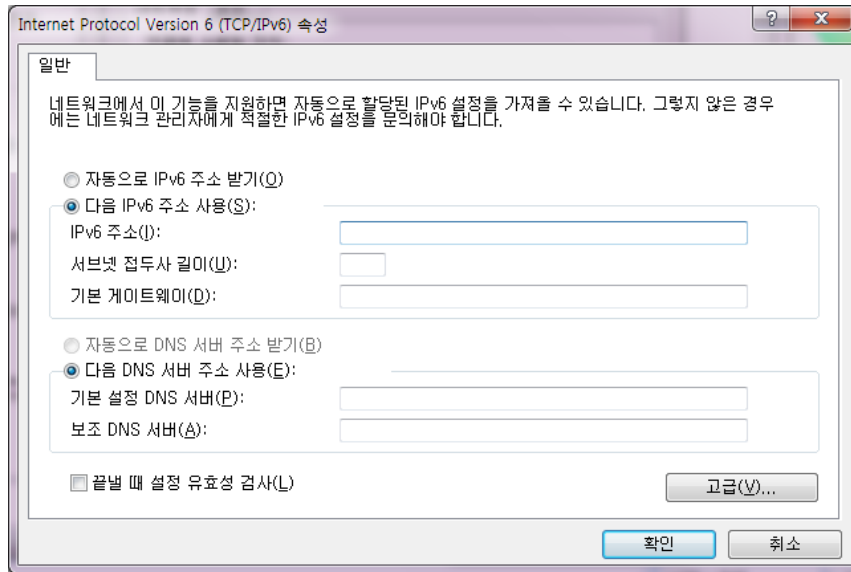 Internet Protocol Version 6 (TCP/IPv6) 속성
일반
네트워크에서 이 기능을 지원하면 자동으로 할당된 IPv6 설정을 가져올 수 있습니다. 그렇지 않은 경우
에는 네트워크 관리자에게 적절한 IPv6 설정을 문의해야 합니다.
자동으로 IPv6 주소 받기(O)
다음 IPv6 주소 사용(S):
IPv6 주소(I):
서브넷 접두사 길이(U):
기본 게이트웨이(D):
자동으로 DNS 서버 주소 받기(B)
다음 DNS 서버 주소 사용(E):
기본 설정 DNS 서버(P):
보조 DNS 서버(A):
끝낼 때 설정 유효성 검사(L)
고급(V)...
확인
취소